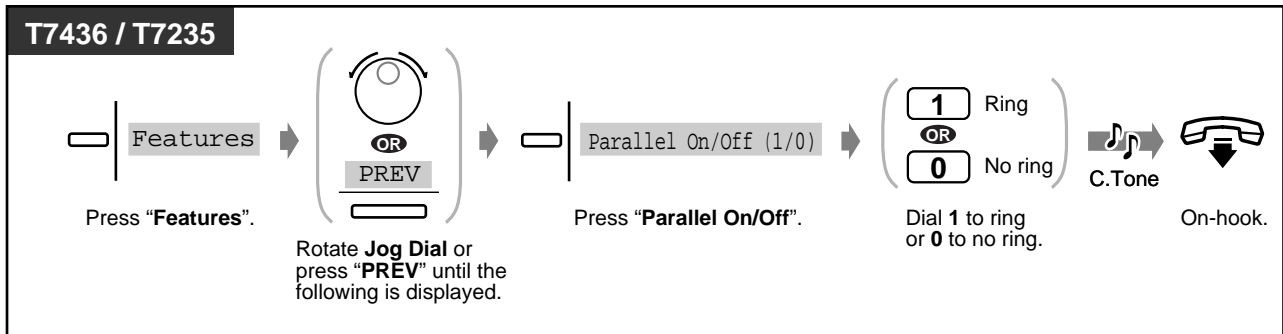 T7436 / T7235
Features
Press “Features”.
OR
PREV
Rotate Jog Dial or
press “PREV” until the
following is displayed.
Parallel On/Off (1/0)
Press “Parallel On/Off”.
1 Ring
OR
0 No ring
Dial 1 to ring
or 0 to no ring.
C.Tone
On-hook.